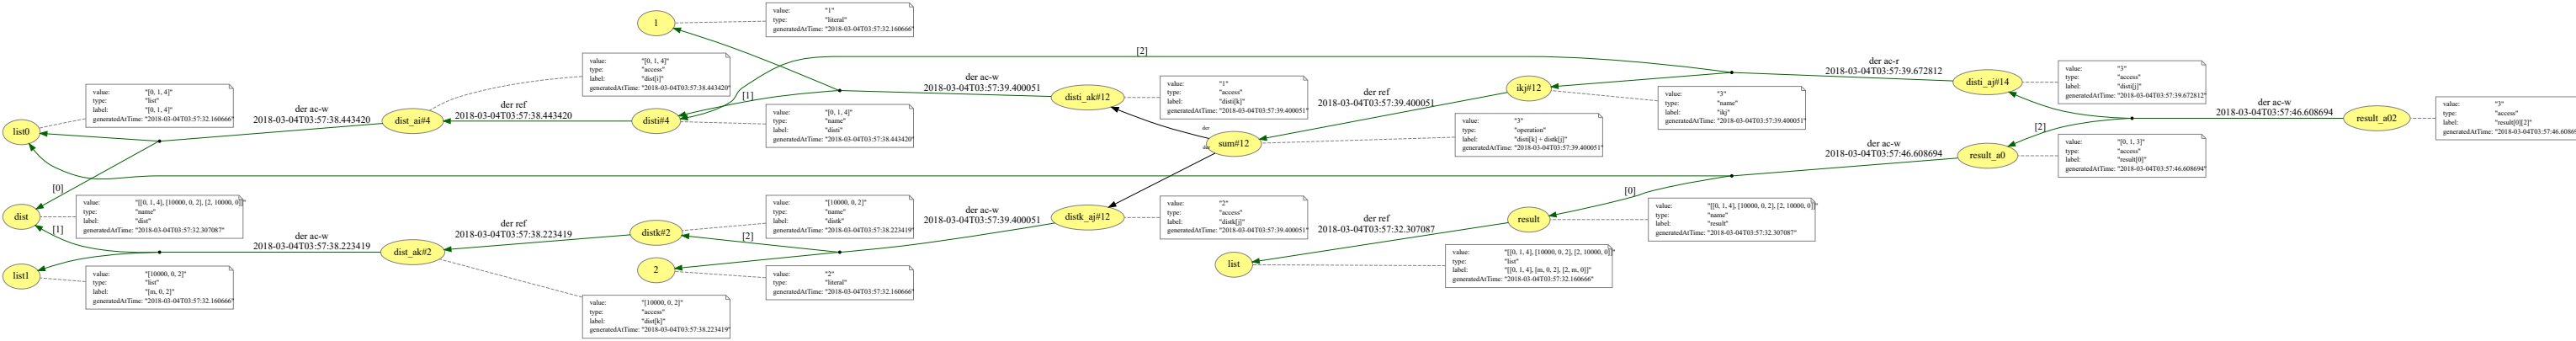 1
value: "1"
type: "literal"
generatedAtTime: "2018-03-04T03:57:32.160666"
[2]
value: "[0, 1, 4]"
type: "access"
label: "dist[i]"
generatedAtTime: "2018-03-04T03:57:38.443420"
der ac-w
2018-03-04T03:57:39.400051
[1]
value: "1"
type: "access"
label: "disti[k]"
generatedAtTime: "2018-03-04T03:57:39.400051"
disti_ak#12
der ref
2018-03-04T03:57:39.400051
ikj#12
value: "3"
type: "name"
label: "ikj"
generatedAtTime: "2018-03-04T03:57:39.400051"
der ac-r
2018-03-04T03:57:39.672812
disti_aj#14
value: "3"
type: "access"
label: "disti[j]"
generatedAtTime: "2018-03-04T03:57:39.672812"
der ac-w
2018-03-04T03:57:46.608694
[2]
result_a02
value: "3"
type: "access"
label: "result[0][2]"
value: "[0, 1, 4]"
type: "list"
label: "[0, 1, 4]"
generatedAtTime: "2018-03-04T03:57:32.160666"
list0
der ac-w
2018-03-04T03:57:38.443420
dist_ai#4
der ref
2018-03-04T03:57:38.443420
disti#4
value: "[0, 1, 4]"
type: "name"
label: "disti"
generatedAtTime: "2018-03-04T03:57:38.443420"
der
sum#12
value: "3"
type: "operation"
label: "disti[k] + distk[j]"
generatedAtTime: "2018-03-04T03:57:39.400051"
der ac-w
2018-03-04T03:57:46.608694
result_a0
value: "[0, 1, 3]"
type: "access"
label: "result[0]"
generatedAtTime: "2018-03-04T03:57:46.608694"
[0]
dist
value: "[[0, 1, 4], [10000, 0, 2], [2, 10000, 0]]"
type: "name"
label: "dist"
generatedAtTime: "2018-03-04T03:57:32.307087"
[1]
der ac-w
2018-03-04T03:57:38.223419
dist_ak#2
der ref
2018-03-04T03:57:38.223419
distk#2
value: "[10000, 0, 2]"
type: "name"
label: "distk"
generatedAtTime: "2018-03-04T03:57:38.223419"
[2]
der ac-w
2018-03-04T03:57:39.400051
distk_aj#12
value: "2"
type: "access"
label: "distk[j]"
generatedAtTime: "2018-03-04T03:57:39.400051"
der ref
2018-03-04T03:57:32.307087
[0]
result
value: "[[0, 1, 4], [10000, 0, 2], [2, 10000, 0]]"
type: "name"
label: "result"
generatedAtTime: "2018-03-04T03:57:32.307087"
list1
value: "[10000, 0, 2]"
type: "list"
label: "[m, 0, 2]"
generatedAtTime: "2018-03-04T03:57:32.160666"
2
value: "2"
type: "literal"
generatedAtTime: "2018-03-04T03:57:32.160666"
list
value: "[[0, 1, 4], [10000, 0, 2], [2, 10000, 0]]"
type: "list"
label: "[[0, 1, 4], [m, 0, 2], [2, m, 0]]"
generatedAtTime: "2018-03-04T03:57:32.160666"
value: "[10000, 0, 2]"
type: "access"
label: "dist[k]"
generatedAtTime: "2018-03-04T03:57:38.223419"